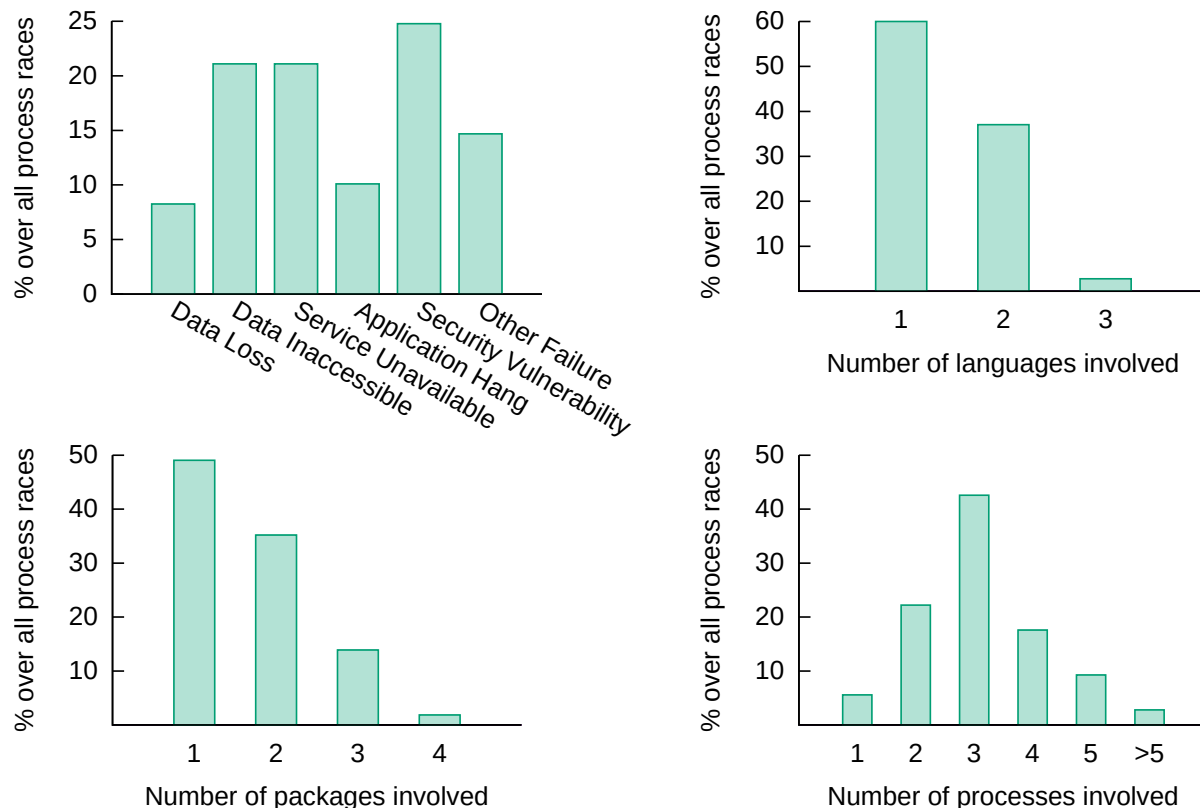 % over all process races
25
20
15
10
5
0
Data Loss
Data Inaccessible
Service Unavailable
Application Hang
Security Vulnerability
Other Failure
% over all process races
60
50
40
30
20
10
1 2 3
Number of languages involved
% over all process races
50
40
30
20
10
1 2 3 4
Number of packages involved
% over all process races
50
40
30
20
10
1 2 3 4 5 >5
Number of processes involved